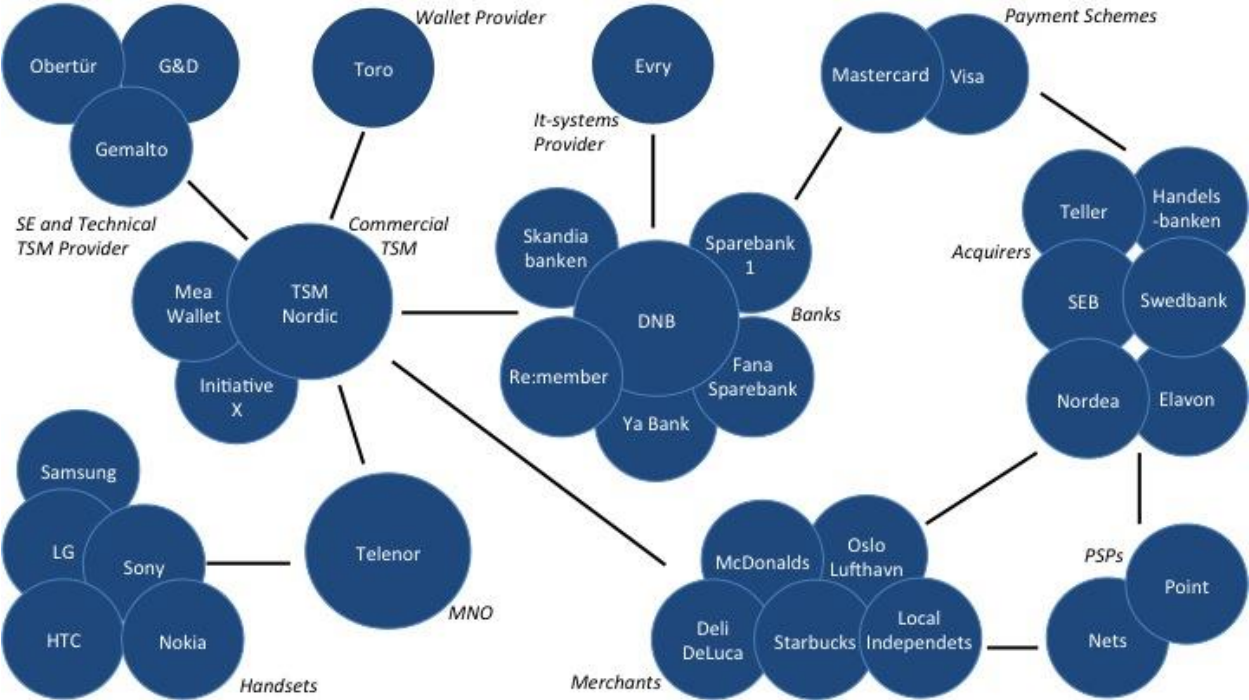 Wallet Provider
Payment Schemes
Obertür
G&D
Gemalto
Toro
Evry
Mastercard
Visa
It-systems
Provider
SE and Technical
TSM Provider
Commercial
TSM
Mea
Wallet
TSM
Nordic
Initiative
X
Skandia
banken
Sparebank
1
DNB
Banks
Re:member
Fana
Sparebank
Ya Bank
Acquirers
Teller
Handels
-banken
SEB
Swedbank
Nordea
Elavon
Samsung
LG
Sony
HTC
Nokia
Handsets
Telenor
MNO
McDonalds
Oslo
Lufthavn
Deli
DeLuca
Starbucks
Local
Independets
Merchants
PSPs
Point
Nets